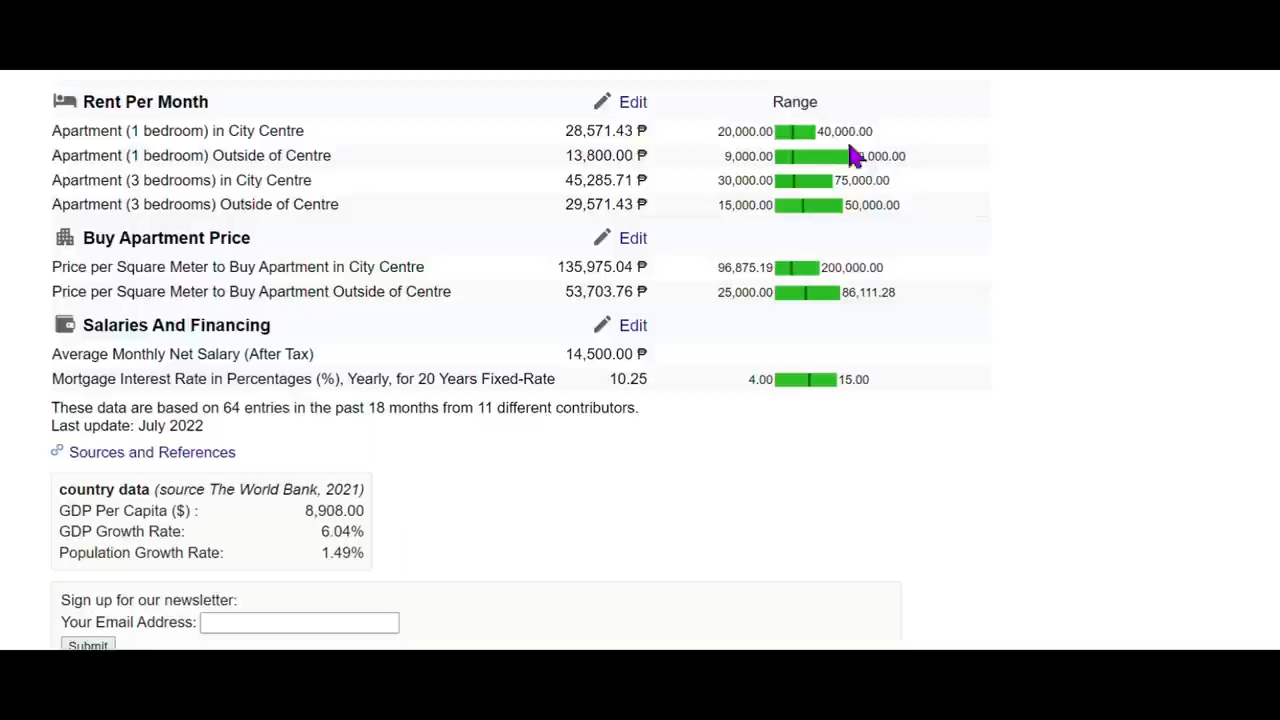 Rent Per Month Edit Range
Apartment (1 bedroom) in City Centre 28,571.43 ₱ 20,000.00 40,000.00
Apartment (1 bedroom) Outside of Centre 13,800.00 ₱ 9,000.00
Apartment (3 bedrooms) in City Centre 45,285.71 ₱ 30,000.00 75,000.00
Apartment (3 bedrooms) Outside of Centre 29,571.43 ₱ 15,000.00 50,000.00
Buy Apartment Price Edit
Price per Square Meter to Buy Apartment in City Centre 135,975.04 ₱ 96,875.19 200,000.00
Price per Square Meter to Buy Apartment Outside of Centre 53,703.76 ₱ 25,000.00 86,111.28
Salaries And Financing Edit
Average Monthly Net Salary (After Tax) 14,500.00 ₱
Mortgage Interest Rate in Percentages (%), Yearly, for 20 Years Fixed-Rate 10.25 4.00 15.00
These data are based on 64 entries in the past 18 months from 11 different contributors.
Last update: July 2022
Sources and References
country data (source The World Bank, 2021)
GDP Per Capita ($) : 8,908.00
GDP Growth Rate: 6.04%
Population Growth Rate: 1.49%
Sign up for our newsletter:
Your Email Address:
Submit